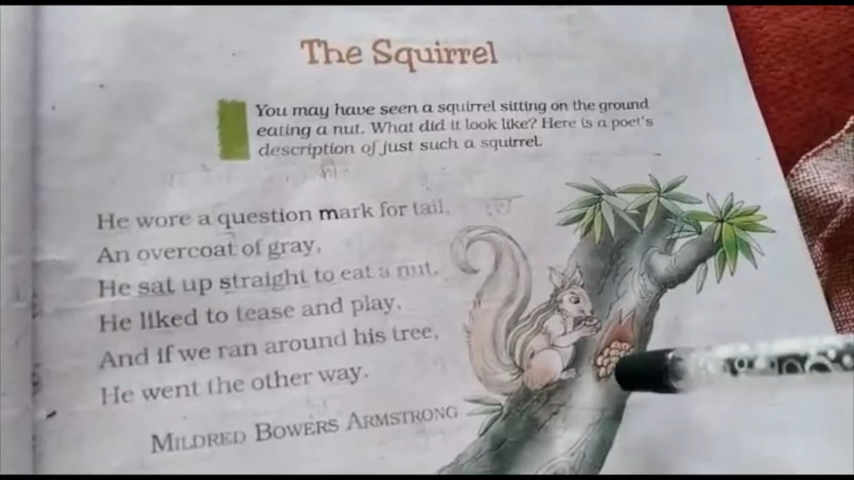 The Squirrel
You may have seen a squirrel sitting on the ground
eating a nut. What did it look like? Here is a poet's
description of just such a squirrel.
He wore a question mark for tail,
An overcoat of gray,
He sat up straight to eat a nut,
He liked to tease and play,
And if we ran around his tree,
He went the other way.
MILDRED BOWERS ARMSTRONG